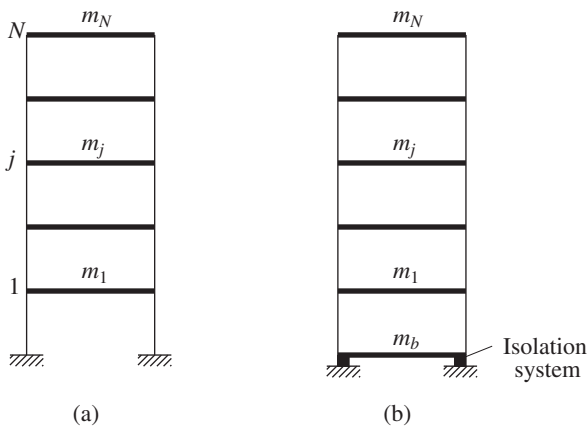 N
m_N
m_N
j
m_j
m_j
1
m_1
m_1
m_b
Isolation
system
(a)
(b)